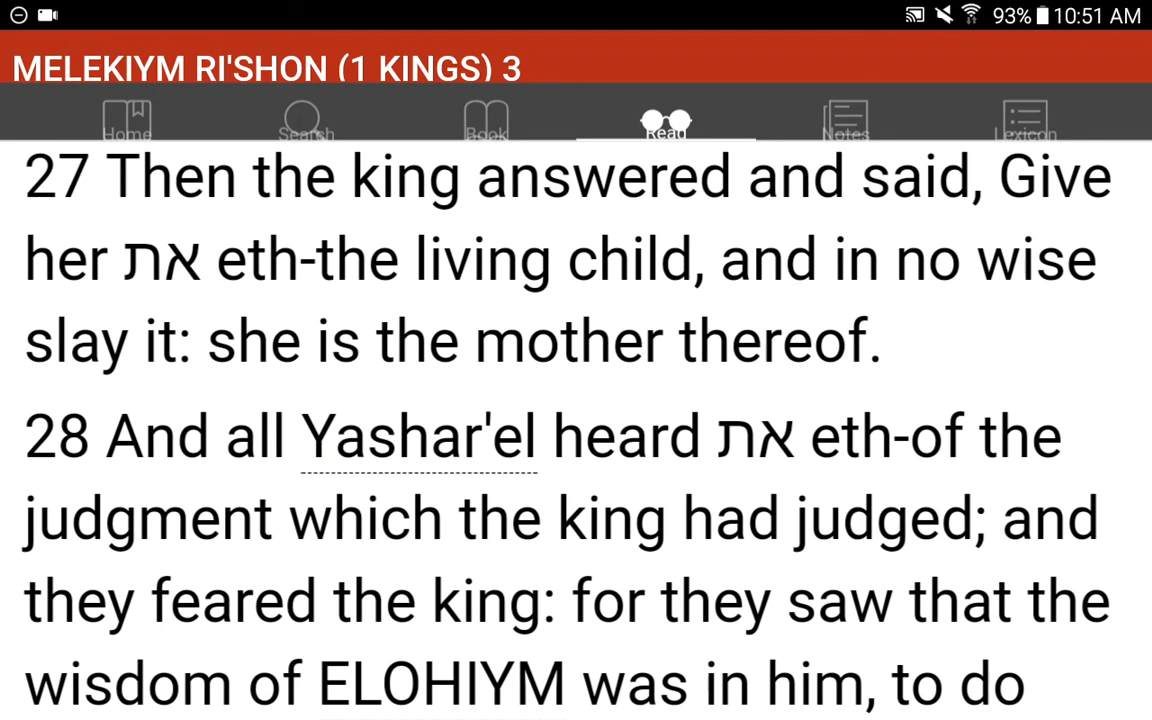 93% 10:51 AM
MELEKIYM RI'SHON (1 KINGS) 3
Home Search Book Read Notes Lexicon
27 Then the king answered and said, Give
her את eth-the living child, and in no wise
slay it: she is the mother thereof.
28 And all Yashar'el heard את eth-of the
judgment which the king had judged; and
they feared the king: for they saw that the
wisdom of ELOHIYM was in him, to do